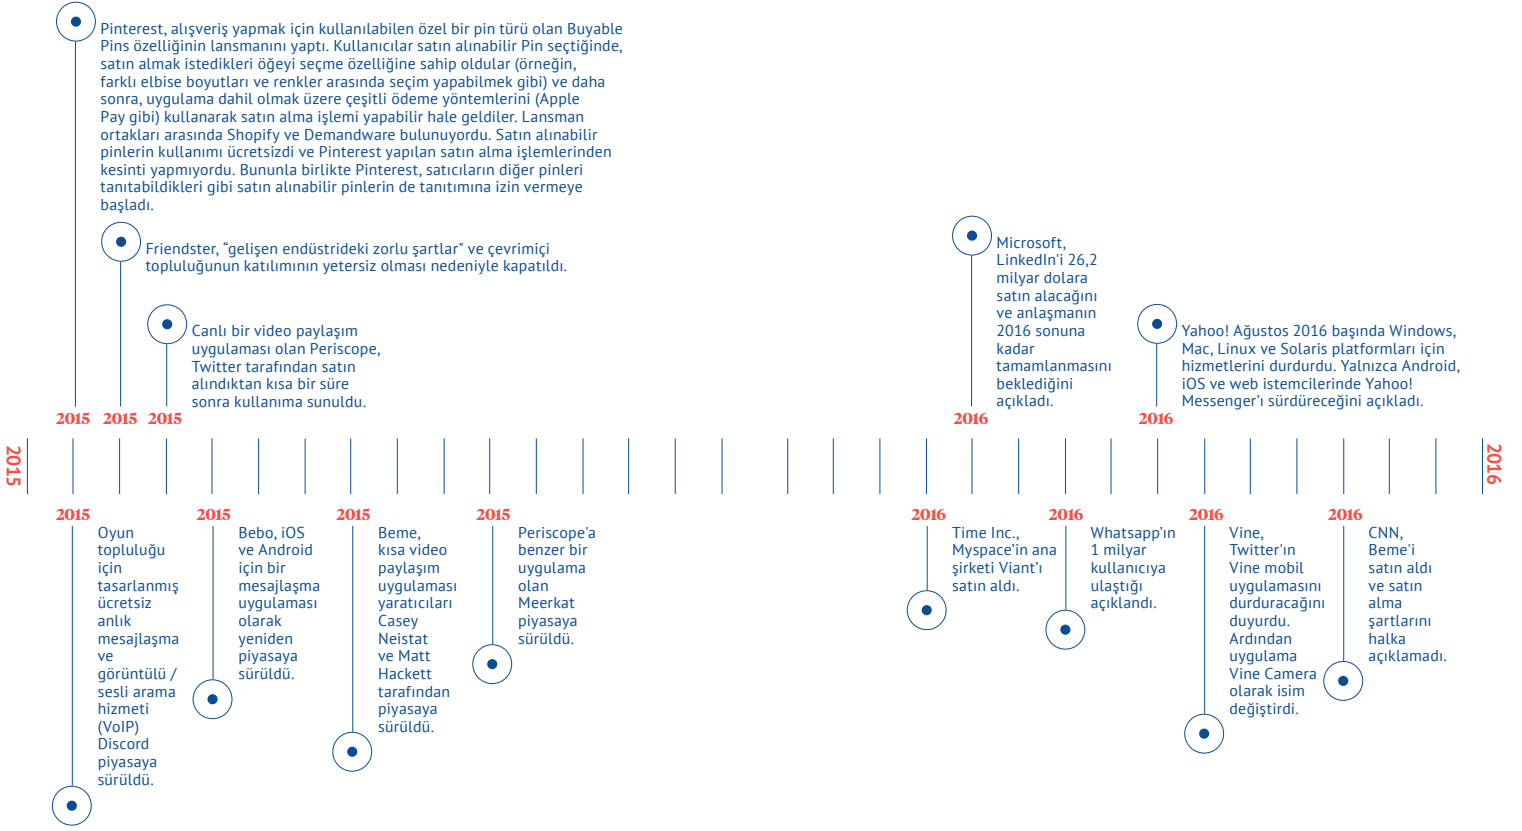 Pinterest, alışveriş yapmak için kullanılabilen özel bir pin türü olan Buyable
Pins özelliğinin lansmanını yaptı. Kullanıcılar satın alınabilir Pin seçtiğinde,
satın almak istedikleri öğeyi seçme özelliğine sahip oldular (örneğin,
farklı elbise boyutları ve renkler arasında seçim yapabilmek gibi) ve daha
sonra, uygulama dahil olmak üzere çeşitli ödeme yöntemlerini (Apple
Pay gibi) kullanarak satın alma işlemi yapabilir hale geldiler. Lansman
ortakları arasında Shopify ve Demandware bulunuyordu. Satın alınabilir
pinlerin kullanımı ücretsizdi ve Pinterest yapılan satın alma işlemlerinden
kesinti yapmıyordu. Bununla birlikte Pinterest, satıcıların diğer pinleri
tanıtabildikleri gibi satın alınabilir pinlerin de tanıtımına izin vermeye
başladı.
Friendster, “gelişen endüstrideki zorlu şartlar" ve çevrimiçi
topluluğunun katılımının yetersiz olması nedeniyle kapatıldı.
Canlı bir video paylaşım
uygulaması olan Periscope,
Twitter tarafından satın
alındıktan kısa bir süre
sonra kullanıma sunuldu.
Microsoft,
LinkedIn'i 26,2
milyar dolara
satın alacağını
ve anlaşmanın
2016 sonuna
kadar
tamamlanmasını
beklediğini
açıkladı.
Yahoo! Ağustos 2016 başında Windows,
Mac, Linux ve Solaris platformları için
hizmetlerini durdurdu. Yalnızca Android,
iOS ve web istemcilerinde Yahoo!
Messenger’ı sürdüreceğini açıkladı.
2015
2015
2015
2016
2016
2015
2016
2015
Oyun
topluluğu
için
tasarlanmış
ücretsiz
anlık
mesajlaşma
ve
görüntülü /
sesli arama
hizmeti
(VoIP)
Discord
piyasaya
sürüldü.
2015
Bebo, iOS
ve Android
için bir
mesajlaşma
uygulaması
olarak
yeniden
piyasaya
sürüldü.
2015
Beme,
kısa video
paylaşım
uygulaması
yaratıcıları
Casey
Neistat
ve Matt
Hackett
tarafından
piyasaya
sürüldü.
2015
Periscope'a
benzer bir
uygulama
olan
Meerkat
piyasaya
sürüldü.
2016
Time Inc.,
Myspace’in ana
şirketi Viant’ı
satın aldı.
2016
Whatsapp’ın
1 milyar
kullanıcıya
ulaştığı
açıklandı.
2016
Vine,
Twitter’ın
Vine mobil
uygulamasını
durduracağını
duyurdu.
Ardından
uygulama
Vine Camera
olarak isim
değiştirdi.
2016
CNN,
Beme'i
satın aldı
ve satın
alma
şartlarını
halka
açıklamadı.